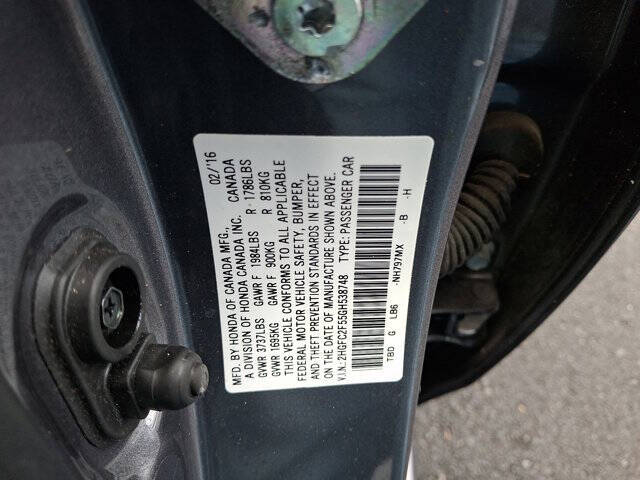 MFD. BY HONDA OF CANADA MFG., 02/'16
A DIVISION OF HONDA CANADA INC. CANADA
GVWR 3737LBS GAWR F 1984LBS R 1786LBS
GVWR 1695KG GAWR F 900KG R 810KG
THIS VEHICLE CONFORMS TO ALL APPLICABLE
FEDERAL MOTOR VEHICLE SAFETY, BUMPER,
AND THEFT PREVENTION STANDARDS IN EFFECT
ON THE DATE OF MANUFACTURE SHOWN ABOVE.
V.I.N.: 2HGFC2F55GH538748 TYPE: PASSENGER CAR
TBD G LB6 -NH797MX -B -H